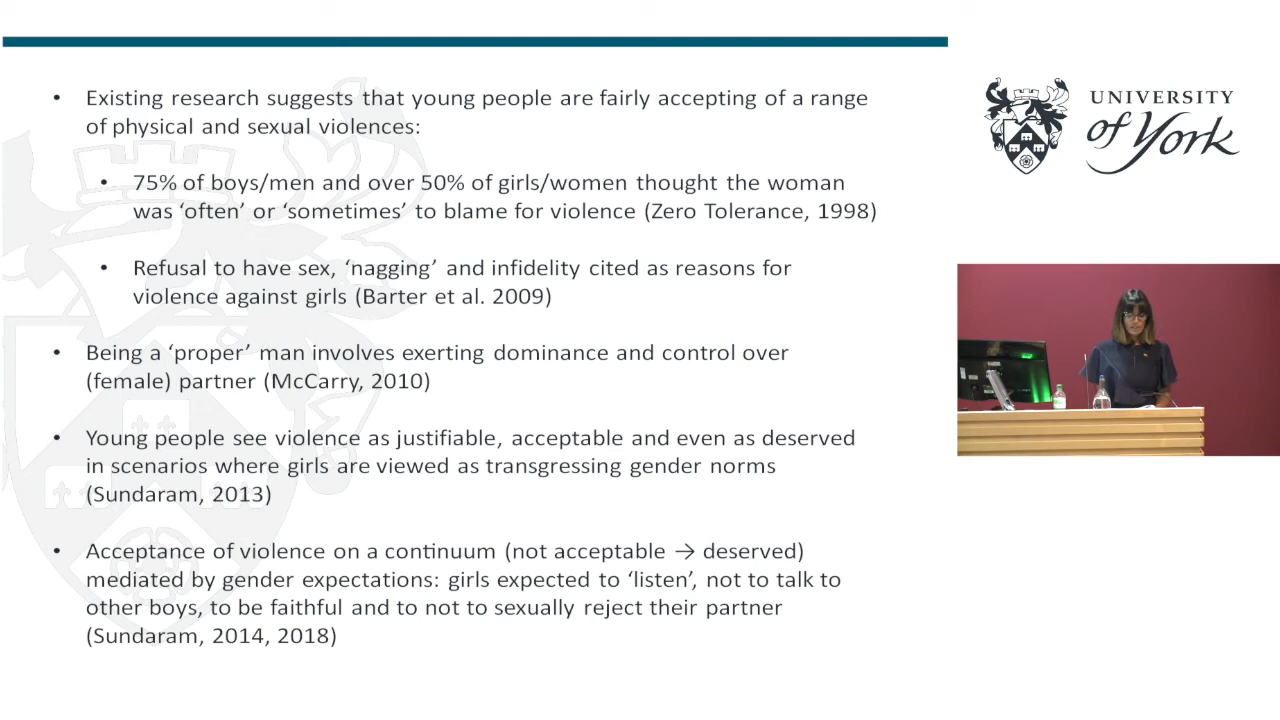 • Existing research suggests that young people are fairly accepting of a range
of physical and sexual violences:
• 75% of boys/men and over 50% of girls/women thought the woman
was ‘often’ or ‘sometimes’ to blame for violence (Zero Tolerance, 1998)
• Refusal to have sex, ‘nagging’ and infidelity cited as reasons for
violence against girls (Barter et al. 2009)
• Being a ‘proper’ man involves exerting dominance and control over
(female) partner (McCarry, 2010)
• Young people see violence as justifiable, acceptable and even as deserved
in scenarios where girls are viewed as transgressing gender norms
(Sundaram, 2013)
• Acceptance of violence on a continuum (not acceptable → deserved)
mediated by gender expectations: girls expected to ‘listen’, not to talk to
other boys, to be faithful and to not to sexually reject their partner
(Sundaram, 2014, 2018)
UNIVERSITY
of York